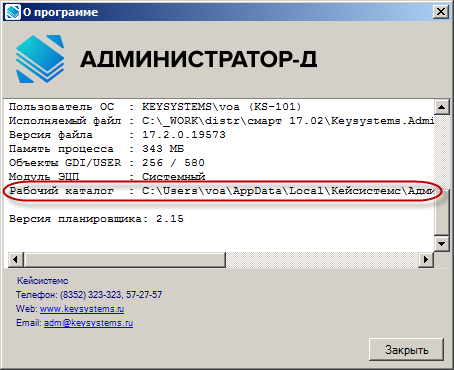 О программе
АДМИНИСТРАТОР-Д
Пользователь ОС : KEYSYSTEMS\voa (KS-101)
Исполняемый файл : C:\_WORK\distr\смарт 17.02\Keysystems.Адми
Версия файла : 17.2.0.19573
Память процесса : 343 МБ
Объекты GDI/USER : 256 / 580
Модуль ЭЦП : Системный
Рабочий каталог : C:\Users\voa\AppData\Local\Кейсистемс\Адми
Версия планировщика: 2.15
Кейсистемс
Телефон: (8352) 323-323, 57-27-57
Web: www.keysystems.ru
Email: adm@keysystems.ru
Закрыть